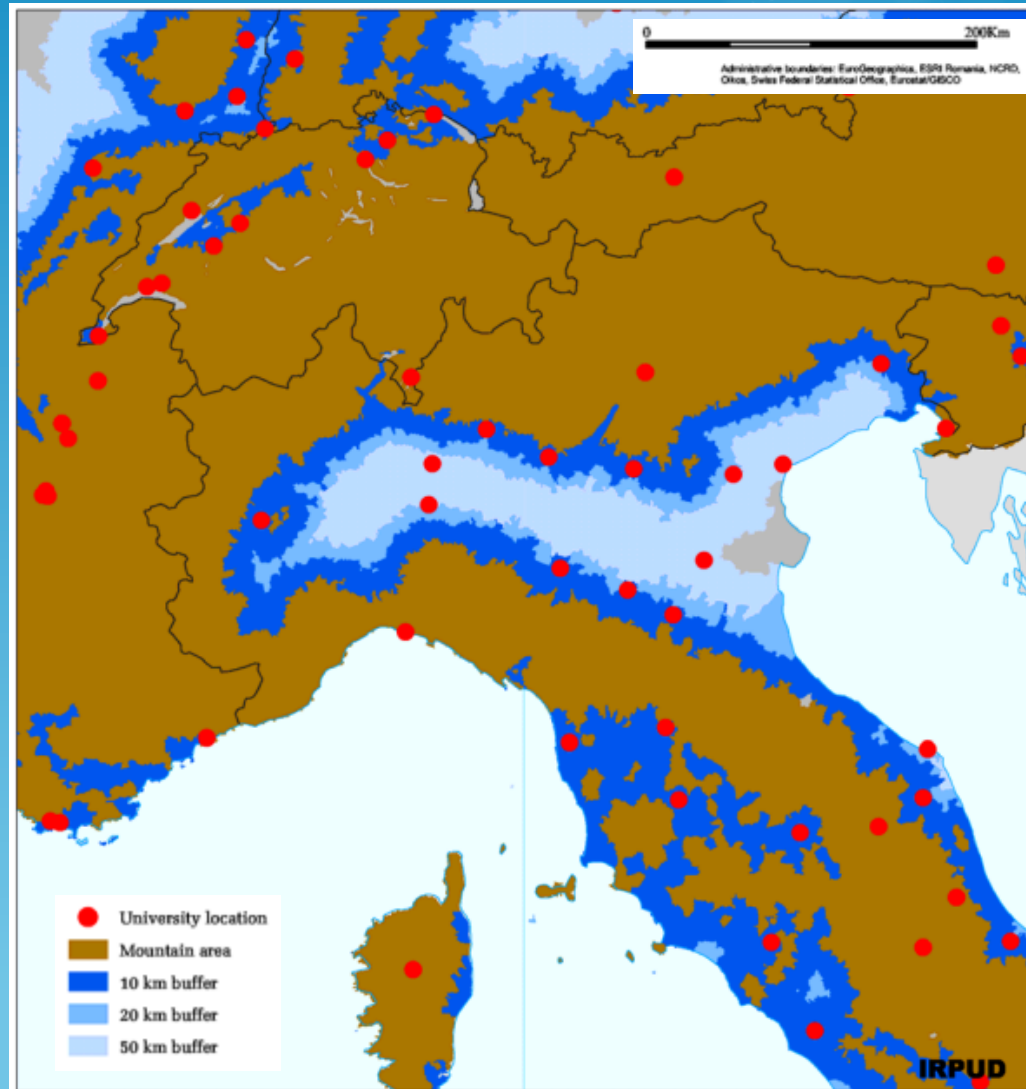 0 200Km
Administrative boundaries: EuroGeographics, ESRI Romania, NCRD,
Oikos, Swiss Federal Statistical Office, Eurostat/GISCO
University location
Mountain area
10 km buffer
20 km buffer
50 km buffer
IRPUD